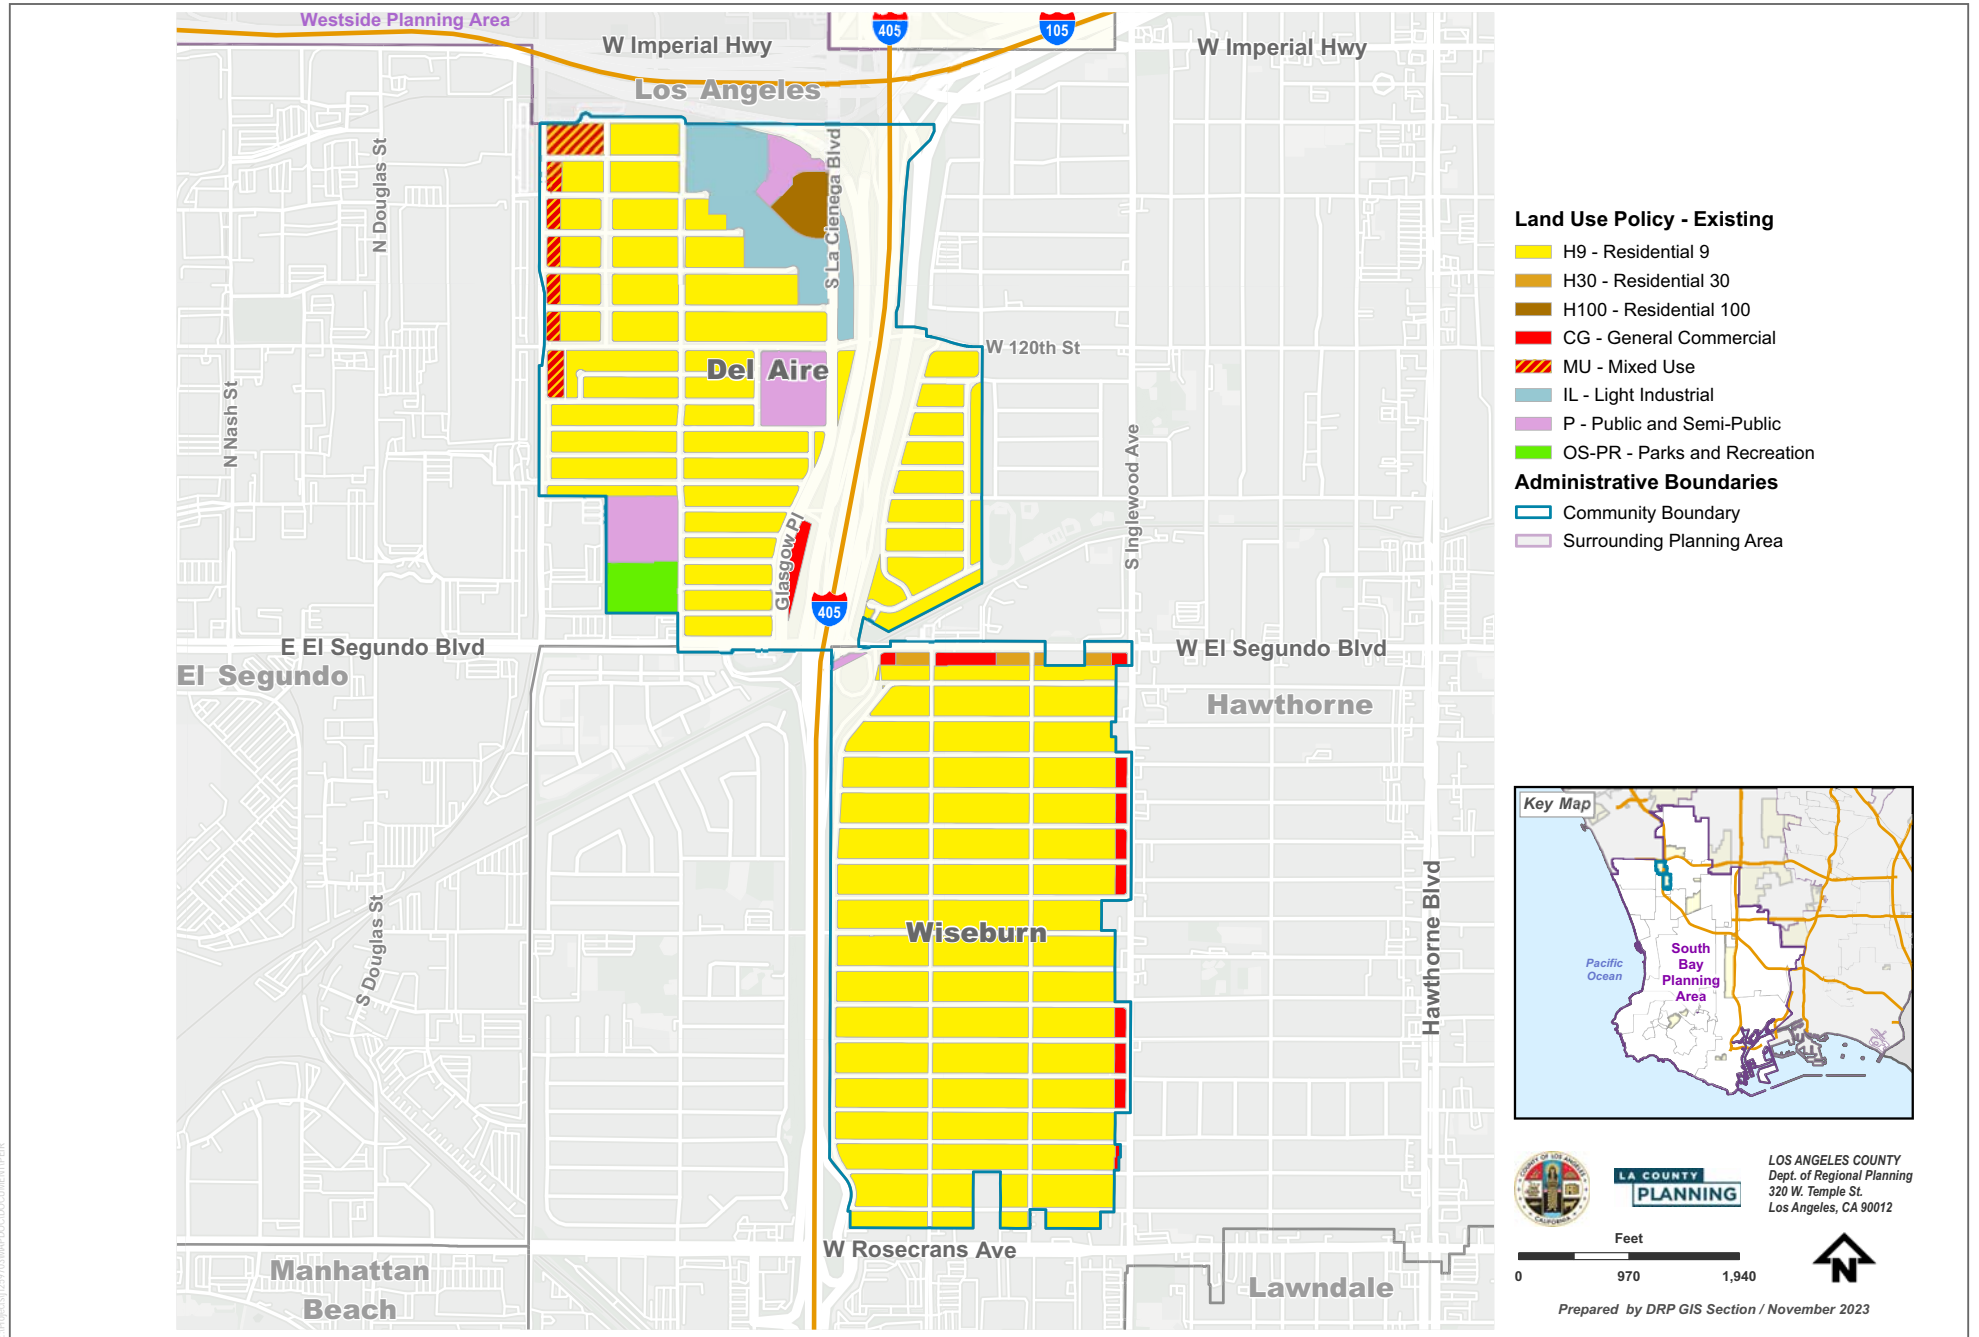 Westside Planning Area
405
105
W Imperial Hwy
W Imperial Hwy
Los Angeles
N Douglas St
S La Cienega Blvd
W 120th St
Del Aire
N Nash St
S Inglewood Ave
Glasgow Pl
405
E El Segundo Blvd
W El Segundo Blvd
El Segundo
Hawthorne
Wiseburn
Hawthorne Blvd
S Douglas St
W Rosecrans Ave
Manhattan
Beach
Lawndale
Land Use Policy - Existing
H9 - Residential 9
H30 - Residential 30
H100 - Residential 100
CG - General Commercial
MU - Mixed Use
IL - Light Industrial
P - Public and Semi-Public
OS-PR - Parks and Recreation
Administrative Boundaries
Community Boundary
Surrounding Planning Area
Key Map
Pacific
Ocean
South
Bay
Planning
Area
COUNTY OF LOS ANGELES
CALIFORNIA
LA COUNTY
PLANNING
LOS ANGELES COUNTY
Dept. of Regional Planning
320 W. Temple St.
Los Angeles, CA 90012
Feet
0 970 1,940
N
Prepared by DRP GIS Section / November 2023